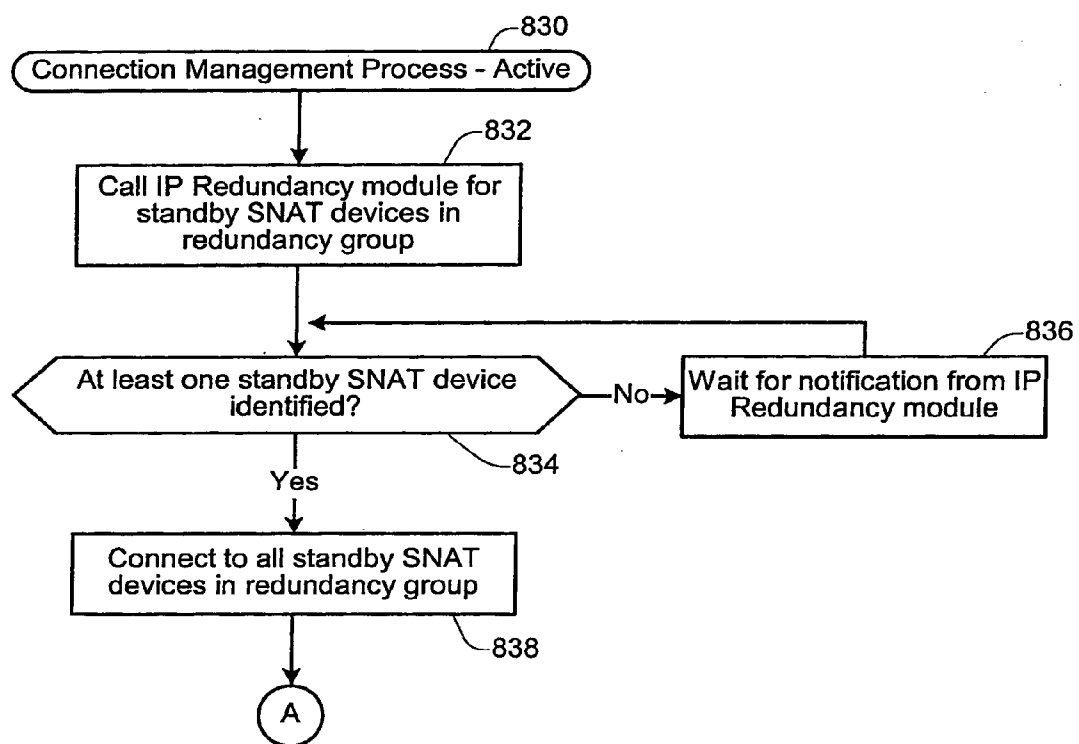 830
Connection Management Process - Active
832
Call IP Redundancy module for
standby SNAT devices in
redundancy group
836
At least one standby SNAT device
identified?
No
Wait for notification from IP
Redundancy module
834
Yes
Connect to all standby SNAT
devices in redundancy group
838
A